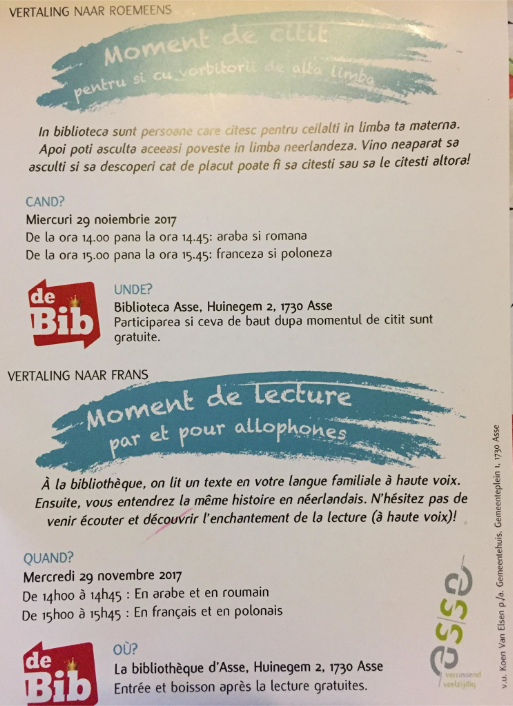 VERTALING NAAR ROEMEENS
Moment de citit
pentru si cu vorbitorii de alta limba
In biblioteca sunt persoane care citesc pentru ceilalti in limba ta materna.
Apoi poti asculta aceeasi poveste in limba neerlandeza. Vino neaparat sa
asculti si sa descoperi cat de placut poate fi sa citesti sau sa le citesti altora!
CAND?
Miercuri 29 noiembrie 2017
De la ora 14.00 pana la ora 14.45: araba si romana
De la ora 15.00 pana la ora 15.45: franceza si poloneza
de
Bib
UNDE?
Biblioteca Asse, Huinegem 2, 1730 Asse
Participarea si ceva de baut dupa momentul de citit sunt
gratuite.
VERTALING NAAR FRANS
Moment de lecture
par et pour allophones
À la bibliothèque, on lit un texte en votre langue familiale à haute voix.
Ensuite, vous entendrez la même histoire en néerlandais. N'hésitez pas de
venir écouter et découvrir l'enchantement de la lecture (à haute voix)!
QUAND?
Mercredi 29 novembre 2017
De 14h00 à 14h45 : En arabe et en roumain
De 15h00 à 15h45 : En français et en polonais
de
Bib
OÙ?
La bibliothèque d'Asse, Huinegem 2, 1730 Asse
Entrée et boisson après la lecture gratuites.
asse
verrassend
veelzijdig
v.u. Koen Van Elsen p/a. Gemeentehuis, Gemeenteplein 1, 1730 Asse